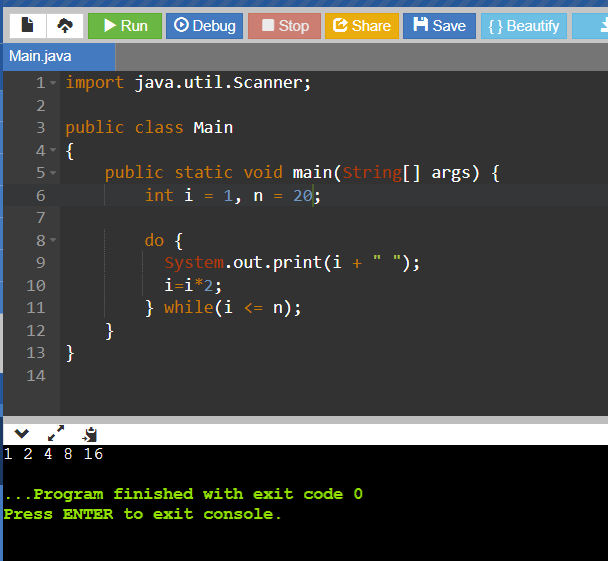 Run Debug Stop Share Save { } Beautify
Main.java
1 import java.util.Scanner;
2
3 public class Main
4 {
5     public static void main(String[] args) {
6         int i = 1, n = 20;
7
8         do {
9           System.out.print(i + " ");
10          i=i*2;
11        } while(i <= n);
12    }
13 }
14
1 2 4 8 16
...Program finished with exit code 0
Press ENTER to exit console.